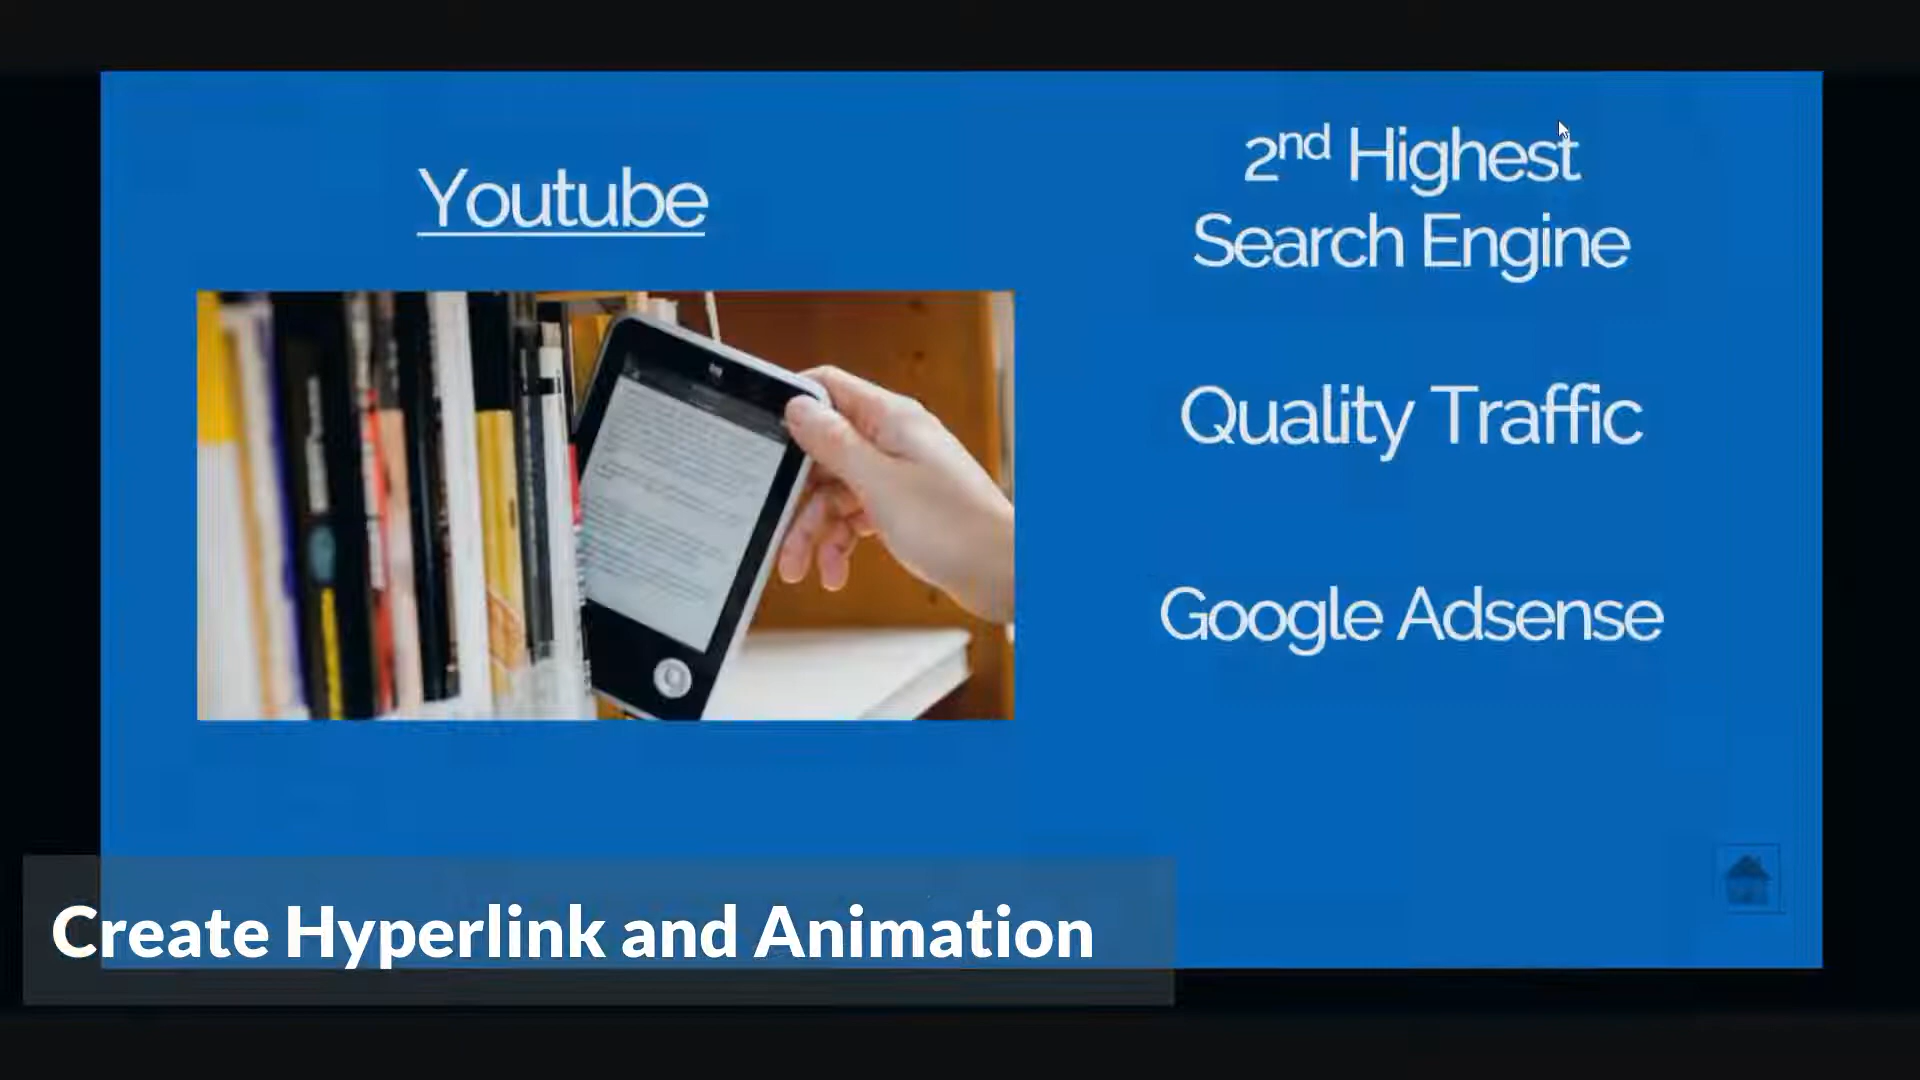 Youtube
2nd Highest
Search Engine
Quality Traffic
Google Adsense
Create Hyperlink and Animation